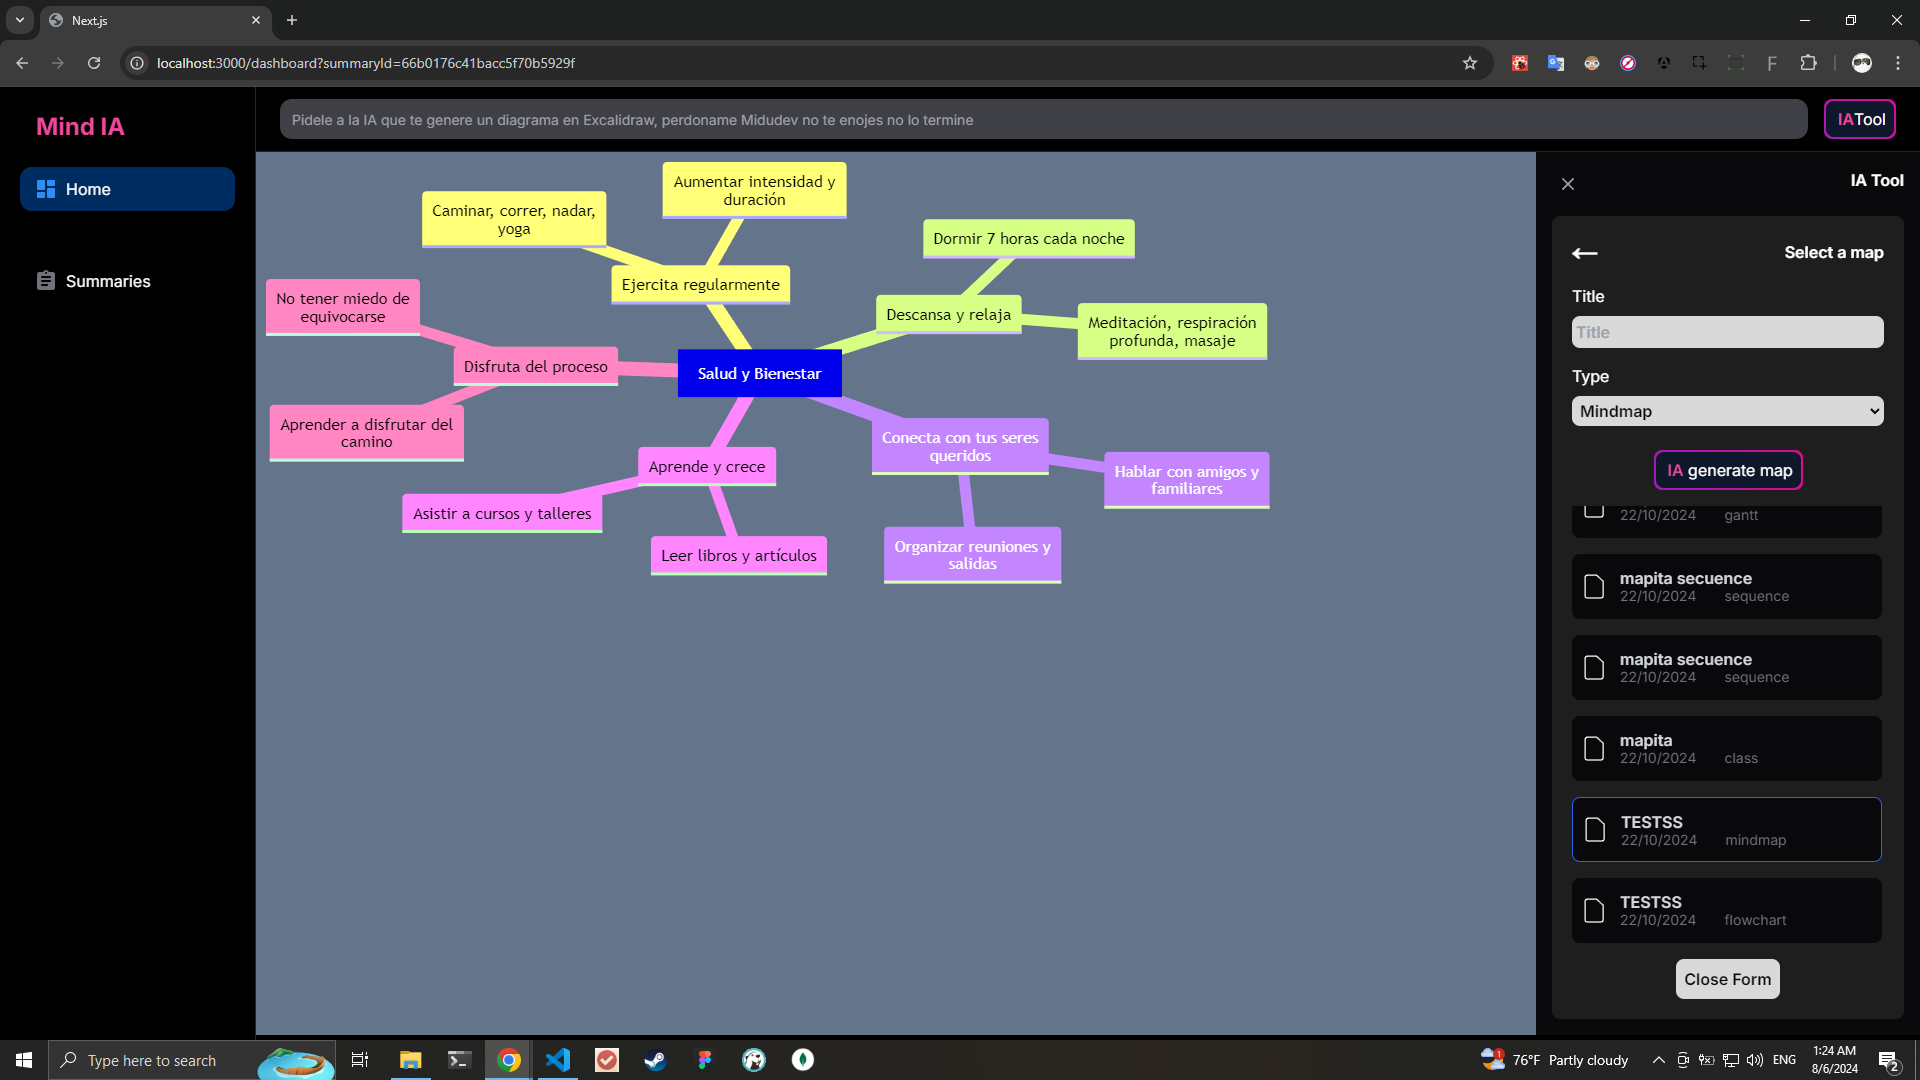 Next.js
localhost:3000/dashboard?summaryId=66b0176c41bacc5f70b5929f
Mind IA
Home
Summaries
Pidele a la IA que te genere un diagrama en Excalidraw, perdoname Midudev no te enojes no lo termine
IATool
Aumentar intensidad y
duración
Caminar, correr, nadar,
yoga
Dormir 7 horas cada noche
Ejercita regularmente
No tener miedo de
equivocarse
Descansa y relaja
Meditación, respiración
profunda, masaje
Disfruta del proceso
Salud y Bienestar
Aprender a disfrutar del
camino
Conecta con tus seres
queridos
Aprende y crece
Hablar con amigos y
familiares
Asistir a cursos y talleres
Leer libros y artículos
Organizar reuniones y
salidas
IA Tool
Select a map
Title
Title
Type
Mindmap
IA generate map
22/10/2024 gantt
mapita secuence
22/10/2024 sequence
mapita secuence
22/10/2024 sequence
mapita
22/10/2024 class
TESTSS
22/10/2024 mindmap
TESTSS
22/10/2024 flowchart
Close Form
Type here to search
76°F Partly cloudy
ENG
1:24 AM
8/6/2024
2